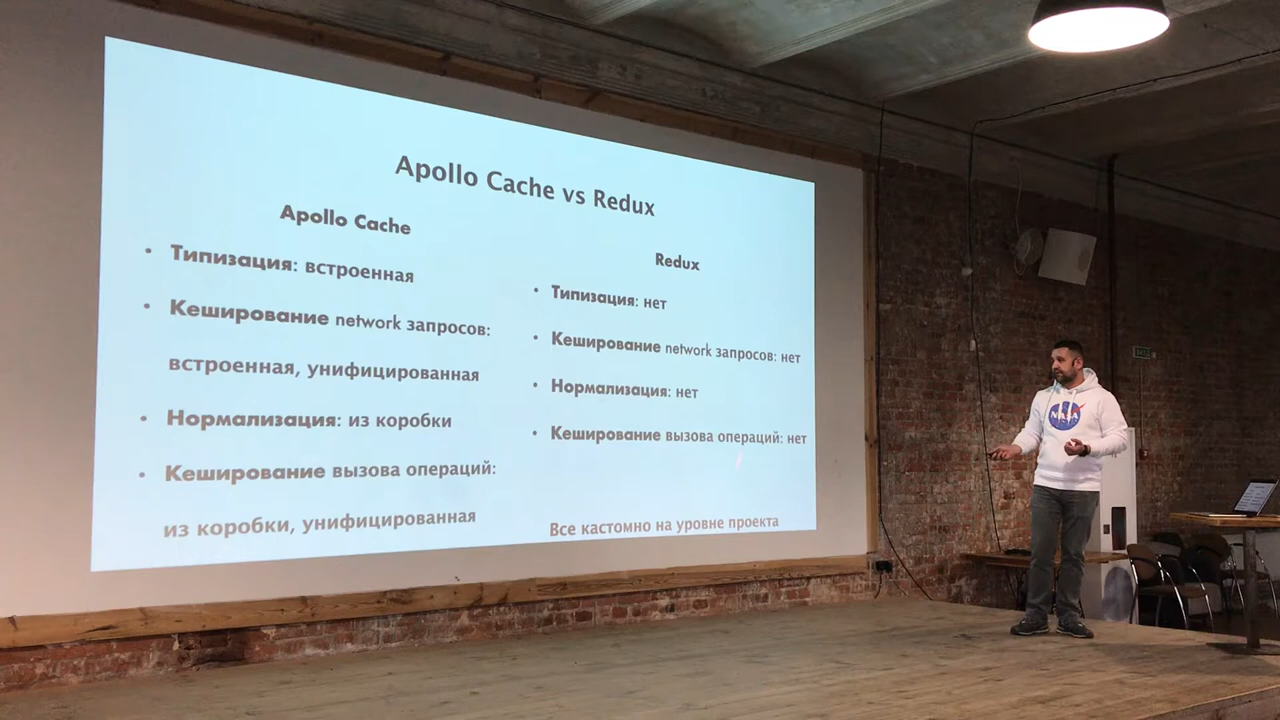 Apollo Cache vs Redux
Apollo Cache
• Типизация: встроенная
• Кеширование network запросов:
встроенная, унифицированная
• Нормализация: из коробки
• Кеширование вызова операций:
из коробки, унифицированная
Redux
• Типизация: нет
• Кеширование network запросов: нет
• Нормализация: нет
• Кеширование вызова операций: нет
Все кастомно на уровне проекта
NASA